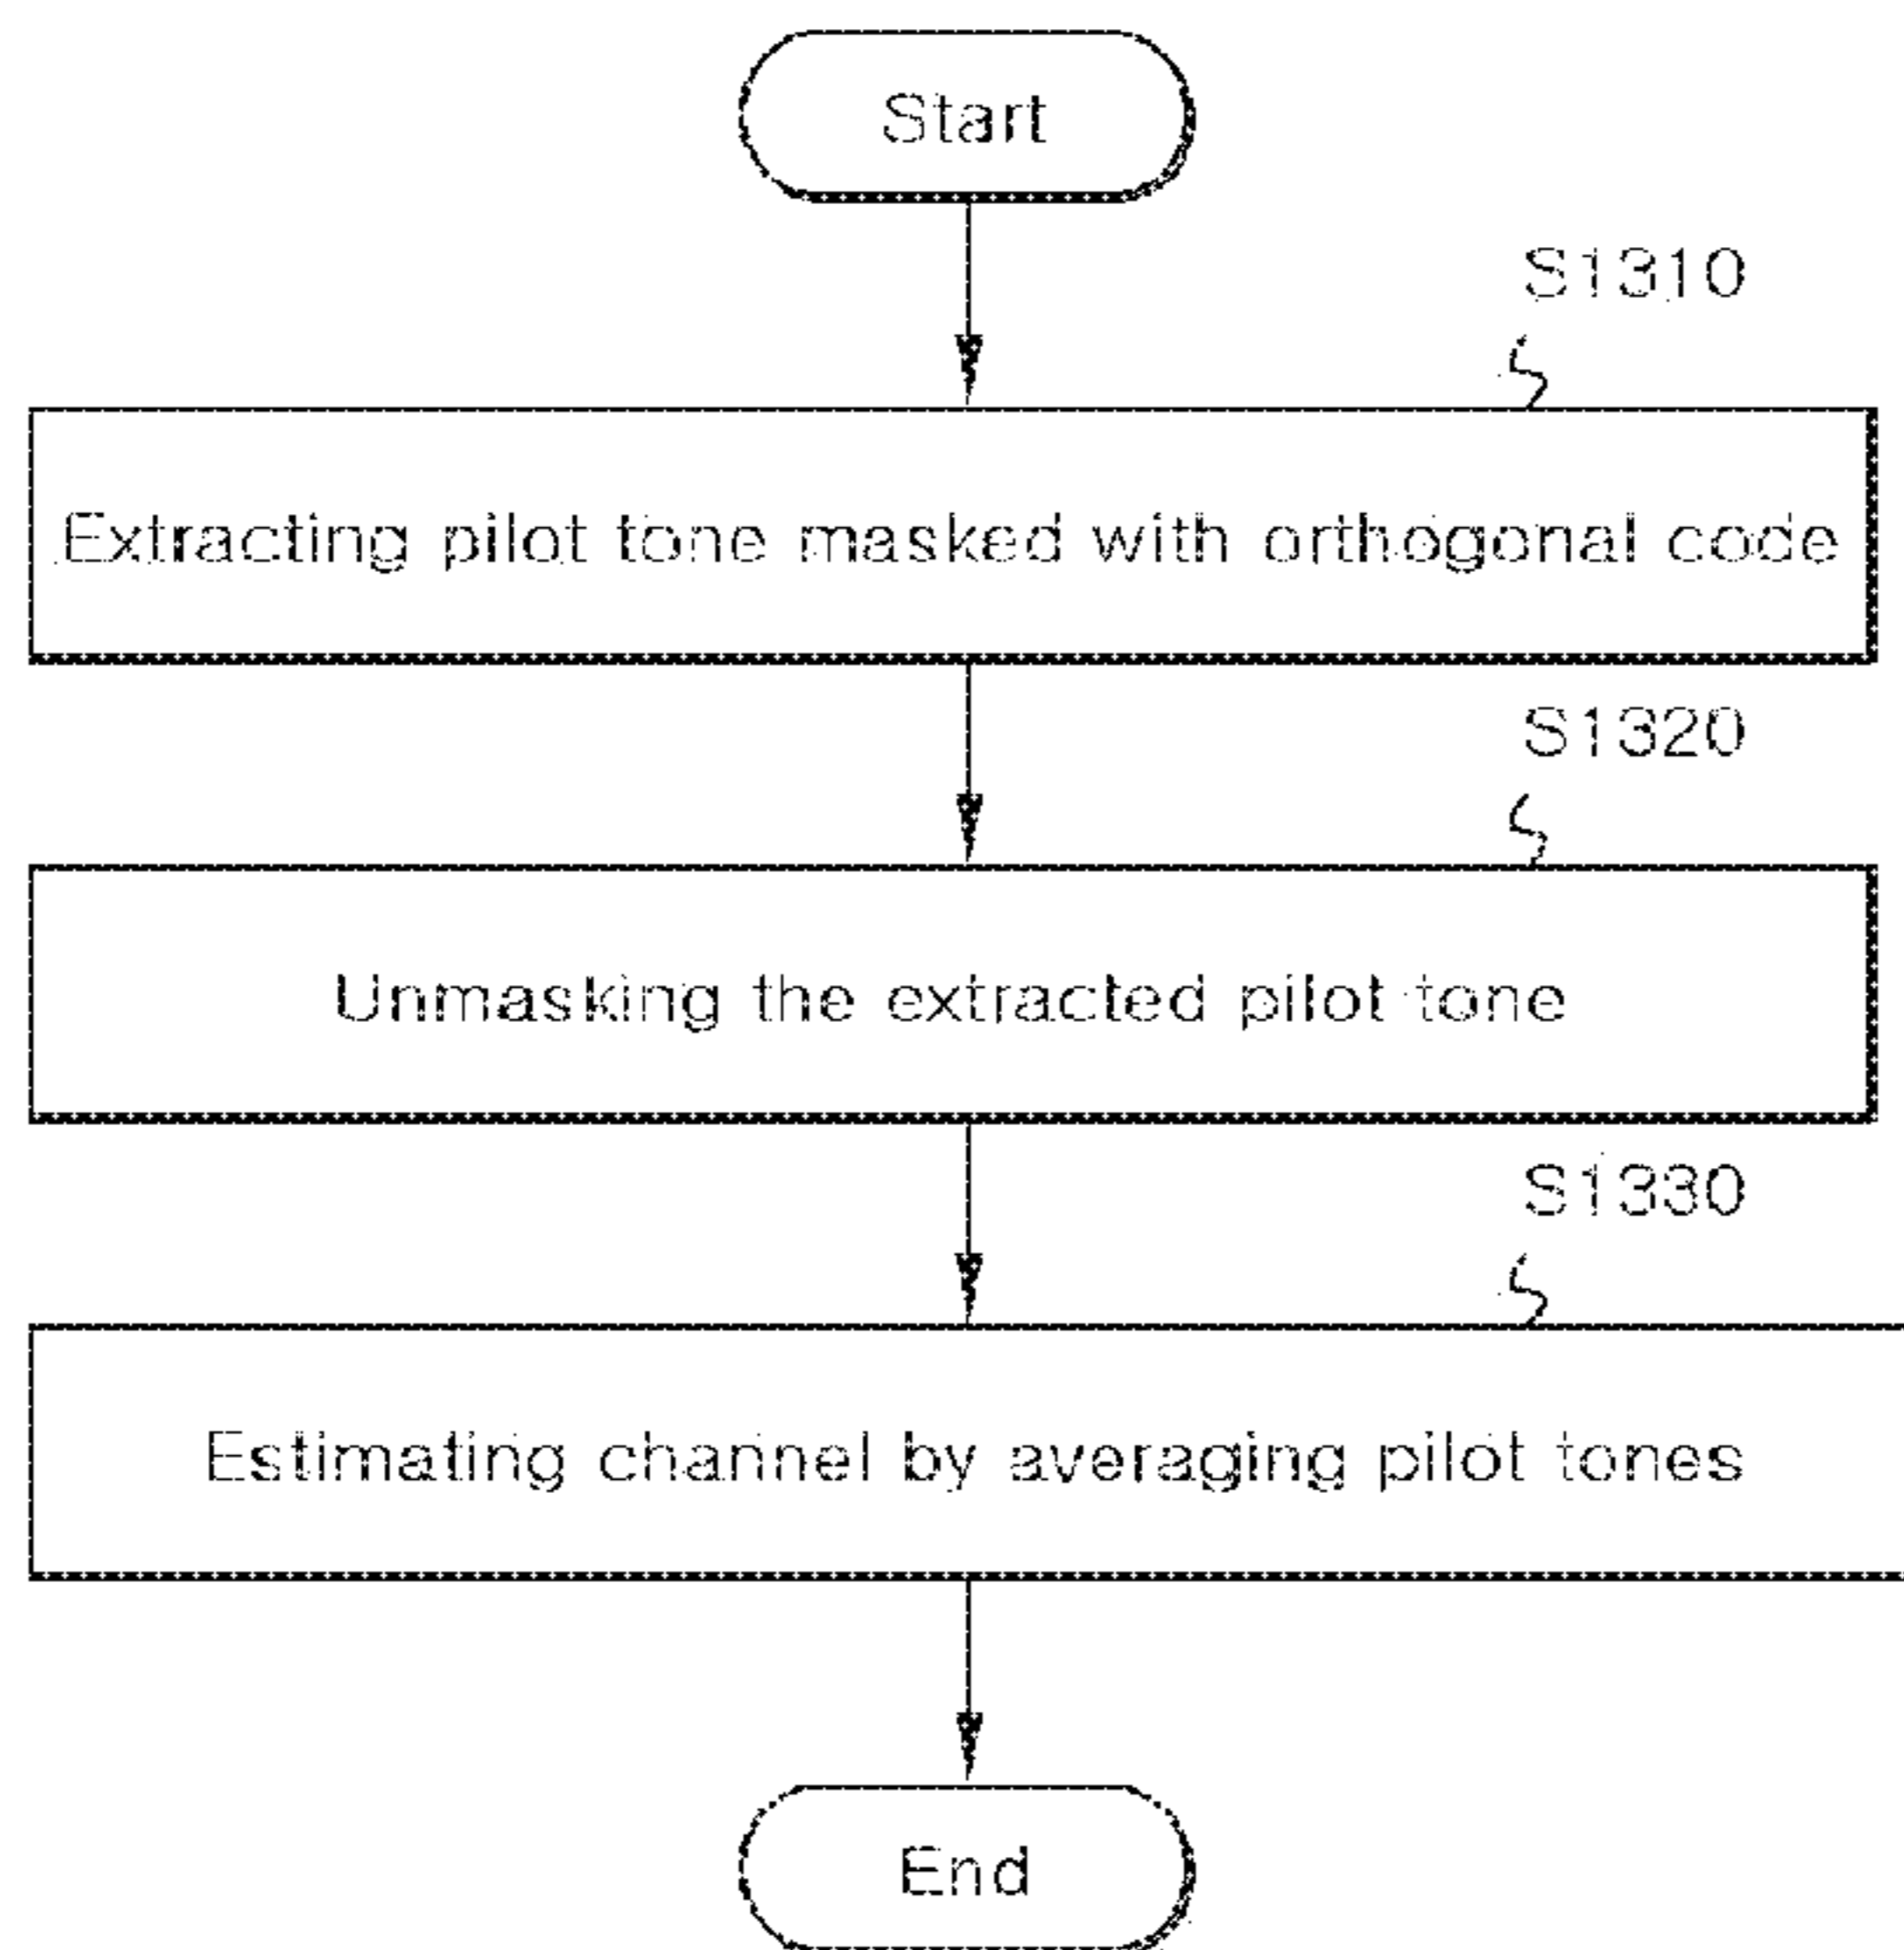 Start
S1310
Extracting pilot tone masked with orthogonal code
S1320
Unmasking the extracted pilot tone
S1330
Estimating channel by averaging pilot tones
End